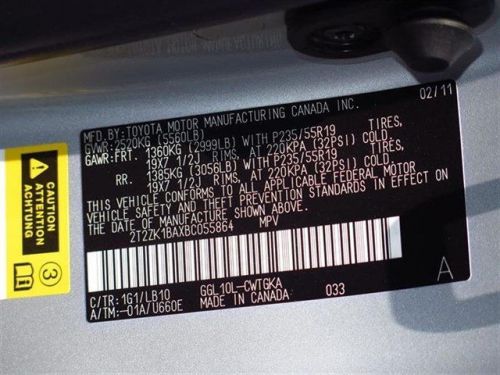 MFD.BY:TOYOTA MOTOR MANUFACTURING CANADA INC. 02/11
GVWR:2520KG (5560LB)
GAWR:FRT. 1360KG (2999LB) WITH P235/55R19 TIRES,
19X7 1/2J RIMS, AT 220KPA (32PSI) COLD.
RR. 1385KG (3056LB) WITH P235/55R19 TIRES,
19X7 1/2J RIMS, AT 220KPA (32PSI) COLD.
THIS VEHICLE CONFORMS TO ALL APPLICABLE FEDERAL MOTOR
VEHICLE SAFETY AND THEFT PREVENTION STANDARDS IN EFFECT ON
THE DATE OF MANUFACTURE SHOWN ABOVE.
2T2ZK1BAXBC055864 MPV
C/TR:1G1/LB10 GGL10L-CWTGKA A
A/TM:-01A/U660E MADE IN CANADA 033
ATTENTION
CAUTION
ACHTUNG
3